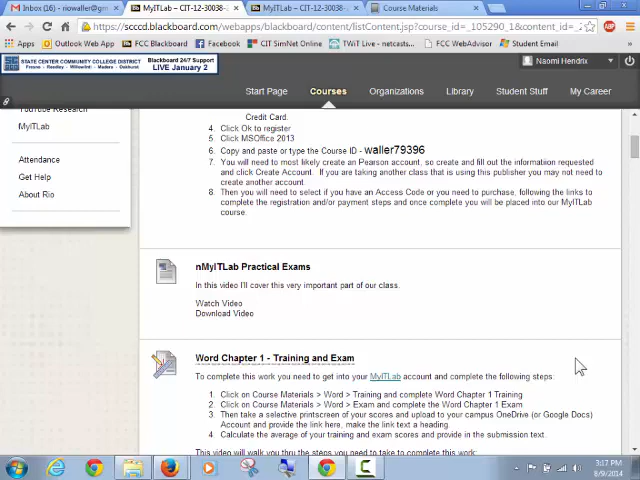 Inbox (16) - riowaller@gm
MyITLab – CIT-12-30038-
MyITLab – CIT-12-30038-
Course Materials
https://scccd.blackboard.com/webapps/blackboard/content/listContent.jsp?course_id=_105290_1&content_id=_
Apps
Outlook Web App
FCC Blackboard
Facebook
CIT SimNet Online
TWiT Live - netcasts...
FCC WebAdvisor
Student Email
STATE CENTER COMMUNITY COLLEGE DISTRICT
Blackboard 24/7 Support
LIVE January 2
Naomi Hendrix
Start Page
Courses
Organizations
Library
Student Stuff
My Career
YouTube Research
MyITLab
Attendance
Get Help
About Rio
Credit Card.
4. Click Ok to register
5. Click MSOffice 2013
6. Copy and paste or type the Course ID - waller79396
7. You will need to most likely create an Pearson account, so create and fill out the informatiion requested
and click Create Account. If you are taking another class that is using this publisher you may not need to
create another account.
8. Then you will need to select if you have an Access Code or you need to purchase, following the links to
complete the registration and/or payment steps and once complete you will be placed into our MyITLab
course.
nMyITLab Practical Exams
In this video I'll cover this very important part of our class.
Watch Video
Download Video
Word Chapter 1 - Training and Exam
To complete this work you need to get into your MyITLab account and complete the following steps:
1. Click on Course Materials > Word > Training and complete Word Chapter 1 Training
2. Click on Course Materials > Word > Exam and complete the Word Chapter 1 Exam
3. Then take a selective printscreen of your scores and upload to your campus OneDrive (or Google Docs)
Account and provide the link here, make the link text a heading.
4. Calculate the average of your training and exam scores and provide in the submission text.
This video will walk you thru the steps you need to take to complete this work:
3:17 PM
8/9/2014